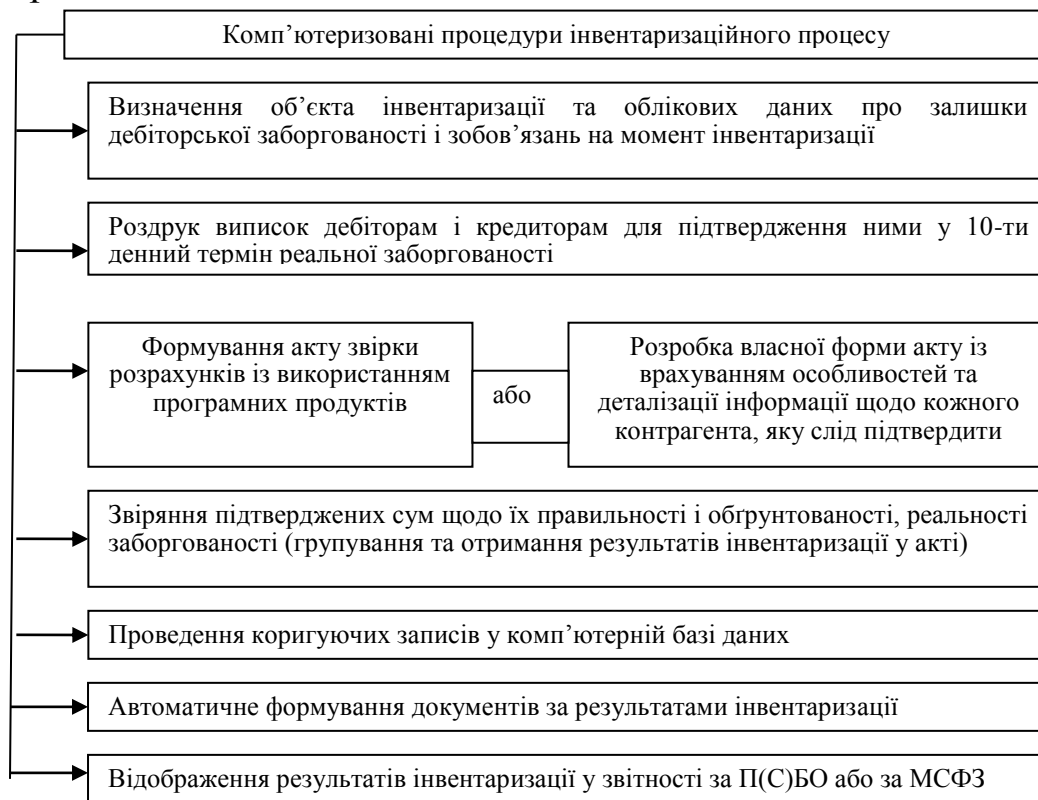 Комп’ютеризовані процедури інвентаризаційного процесу
Визначення об’єкта інвентаризації та облікових даних про залишки
дебіторської заборгованості і зобов’язань на момент інвентаризації
Роздрук виписок дебіторам і кредиторам для підтвердження ними у 10-ти
денний термін реальної заборгованості
Формування акту звірки
розрахунків із використанням
програмних продуктів
або
Розробка власної форми акту із
врахуванням особливостей та
деталізації інформації щодо кожного
контрагента, яку слід підтвердити
Звіряння підтверджених сум щодо їх правильності і обґрунтованості, реальності
заборгованості (групування та отримання результатів інвентаризації у акті)
Проведення коригуючих записів у комп’ютерній базі даних
Автоматичне формування документів за результатами інвентаризації
Відображення результатів інвентаризації у звітності за П(С)БО або за МСФЗ